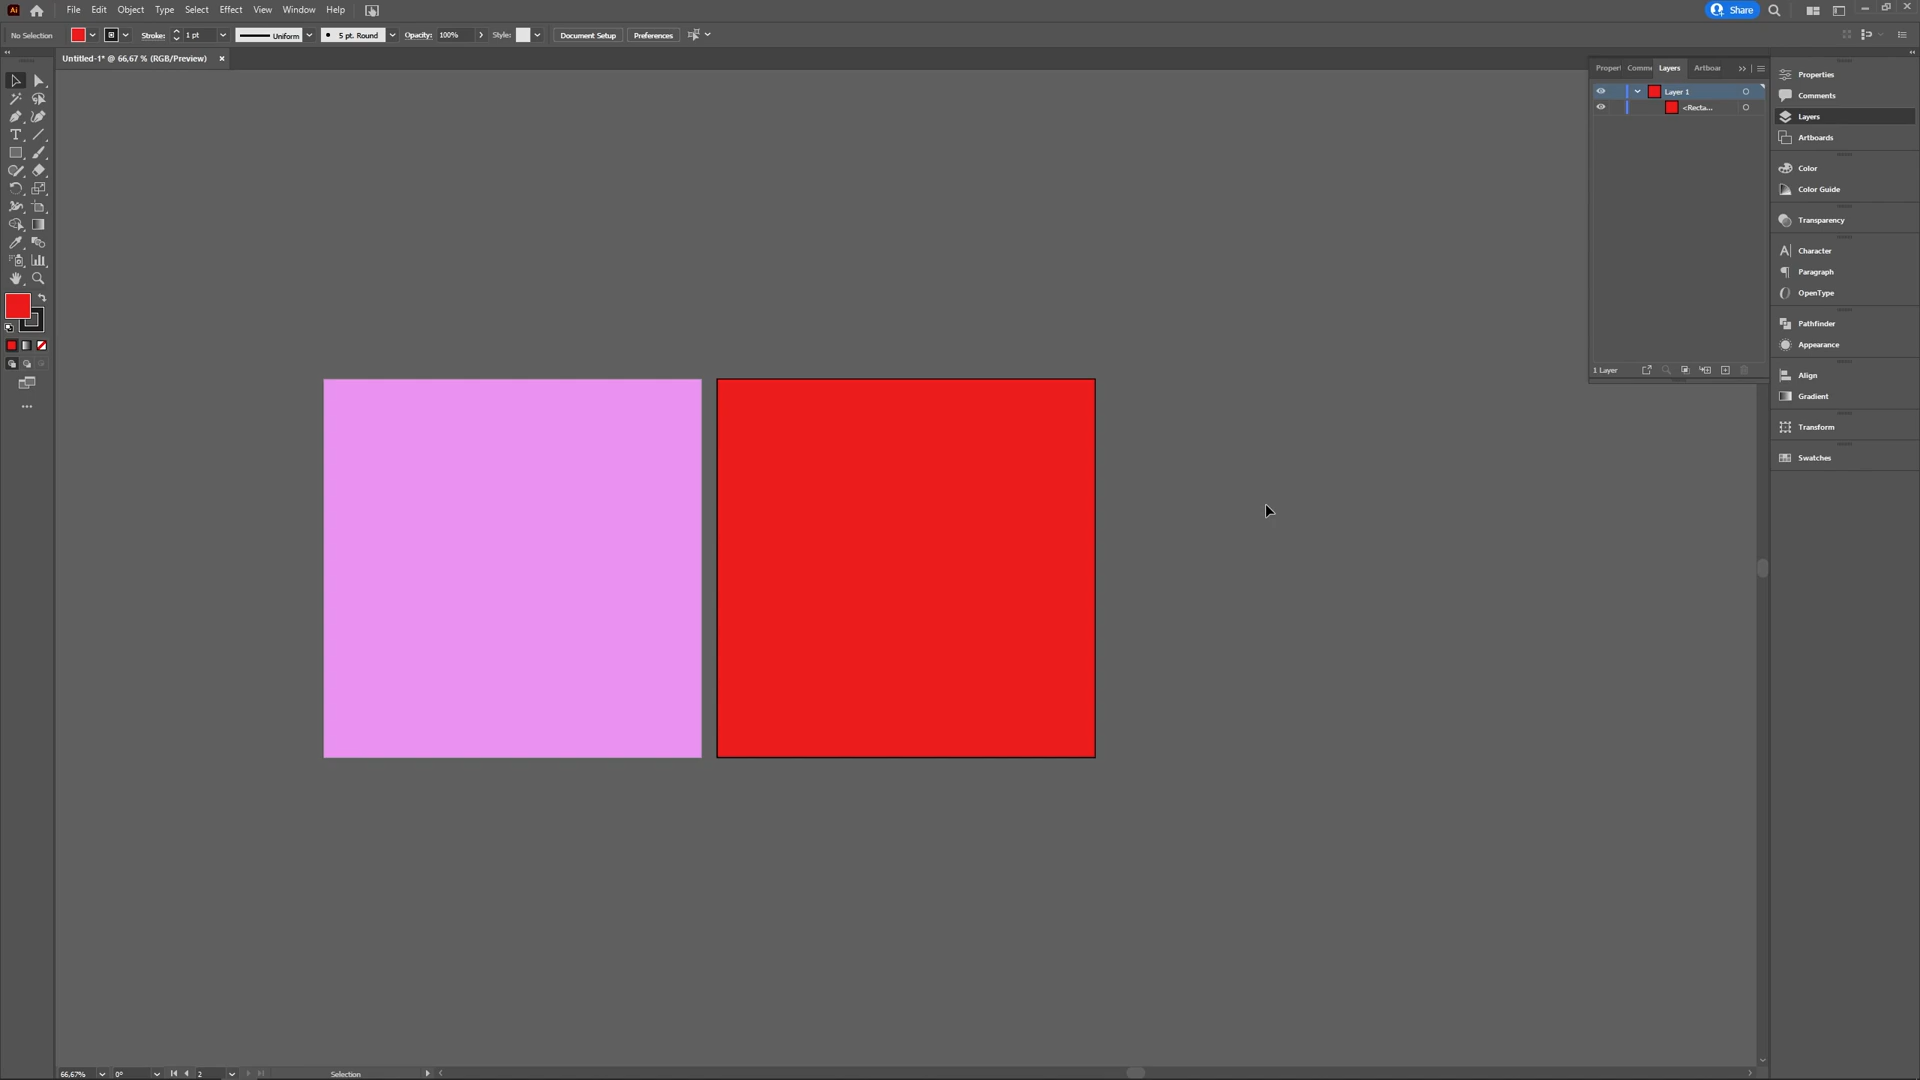 Ai File Edit Object Type Select Effect View Window Help Share
No Selection Stroke: 1 pt Uniform 5 pt. Round Opacity: 100% Style: Document Setup Preferences
Untitled-1* @ 66,67 % (RGB/Preview) ×
Proper Comme Layers Artboar
Layer 1
<Recta...
1 Layer
Properties
Comments
Layers
Artboards
Color
Color Guide
Transparency
Character
Paragraph
OpenType
Pathfinder
Appearance
Align
Gradient
Transform
Swatches
66,67% 0° 2 Selection